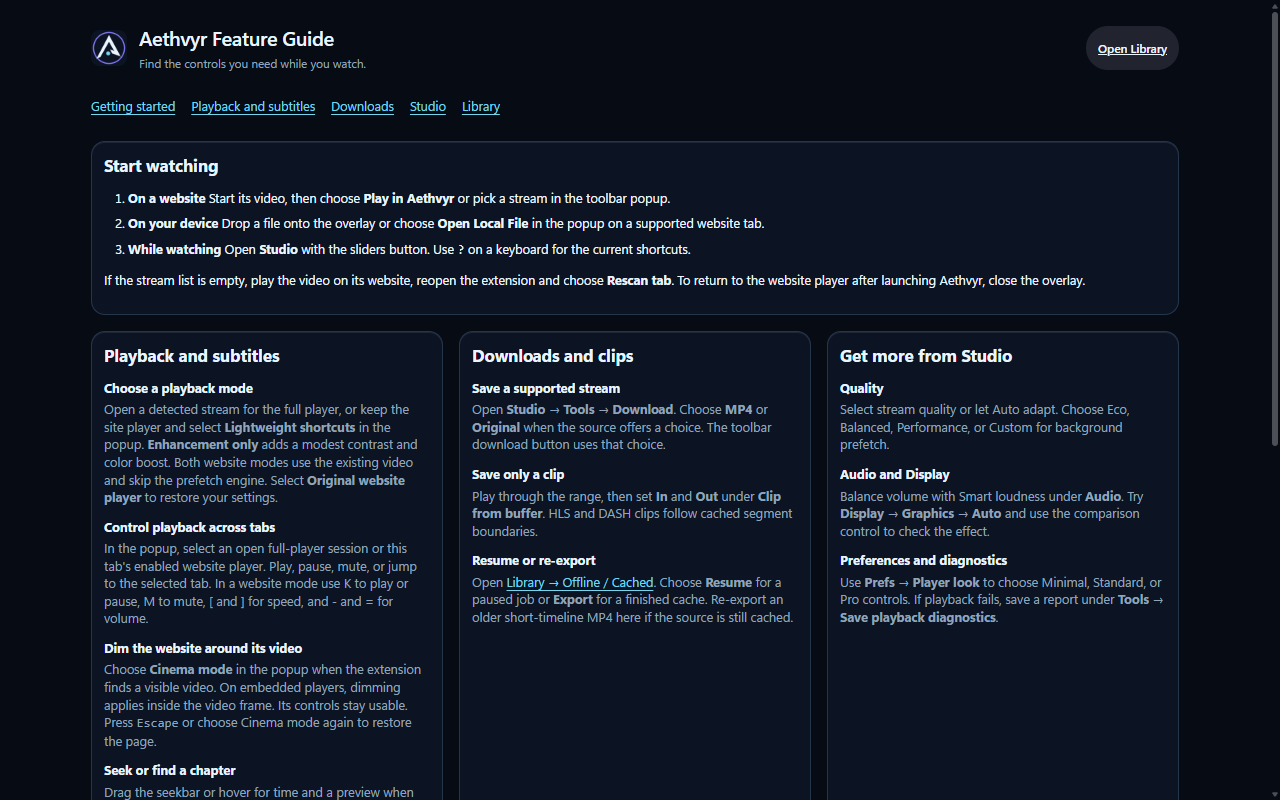 Aethvyr Feature Guide
Find the controls you need while you watch.
Open Library
Getting started Playback and subtitles Downloads Studio Library
Start watching
1. On a website Start its video, then choose Play in Aethvyr or pick a stream in the toolbar popup.
2. On your device Drop a file onto the overlay or choose Open Local File in the popup on a supported website tab.
3. While watching Open Studio with the sliders button. Use ? on a keyboard for the current shortcuts.
If the stream list is empty, play the video on its website, reopen the extension and choose Rescan tab. To return to the website player after launching Aethvyr, close the overlay.
Playback and subtitles
Choose a playback mode
Open a detected stream for the full player, or keep the
site player and select Lightweight shortcuts in the
popup. Enhancement only adds a modest contrast and
color boost. Both website modes use the existing video
and skip the prefetch engine. Select Original website
player to restore your settings.
Control playback across tabs
In the popup, select an open full-player session or this
tab's enabled website player. Play, pause, mute, or jump
to the selected tab. In a website mode use K to play or
pause, M to mute, [ and ] for speed, and - and = for
volume.
Dim the website around its video
Choose Cinema mode in the popup when the extension
finds a visible video. On embedded players, dimming
applies inside the video frame. Its controls stay usable.
Press Escape or choose Cinema mode again to restore
the page.
Seek or find a chapter
Drag the seekbar or hover for time and a preview when
Downloads and clips
Save a supported stream
Open Studio → Tools → Download. Choose MP4 or
Original when the source offers a choice. The toolbar
download button uses that choice.
Save only a clip
Play through the range, then set In and Out under Clip
from buffer. HLS and DASH clips follow cached segment
boundaries.
Resume or re-export
Open Library → Offline / Cached. Choose Resume for a
paused job or Export for a finished cache. Re-export an
older short-timeline MP4 here if the source is still cached.
Get more from Studio
Quality
Select stream quality or let Auto adapt. Choose Eco,
Balanced, Performance, or Custom for background
prefetch.
Audio and Display
Balance volume with Smart loudness under Audio. Try
Display → Graphics → Auto and use the comparison
control to check the effect.
Preferences and diagnostics
Use Prefs → Player look to choose Minimal, Standard, or
Pro controls. If playback fails, save a report under Tools →
Save playback diagnostics.